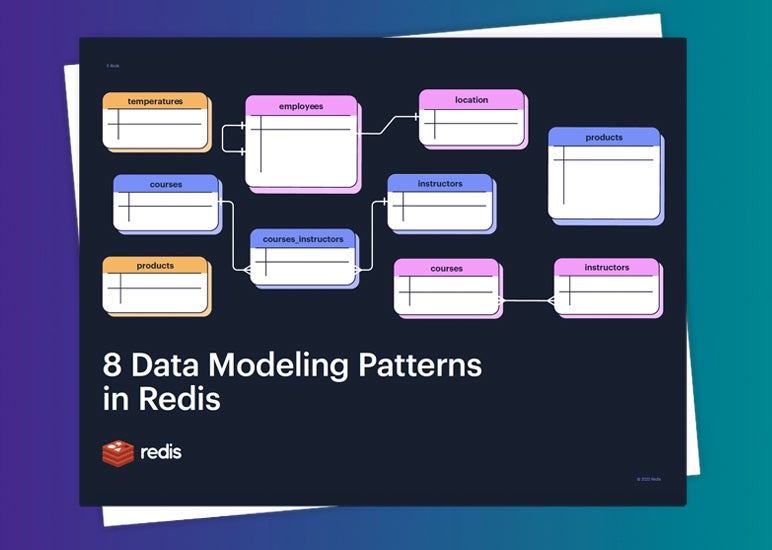 E-Book
temperatures
employees
location
products
courses
instructors
courses_instructors
products
courses
instructors
8 Data Modeling Patterns
in Redis
redis
© 2022 Redis